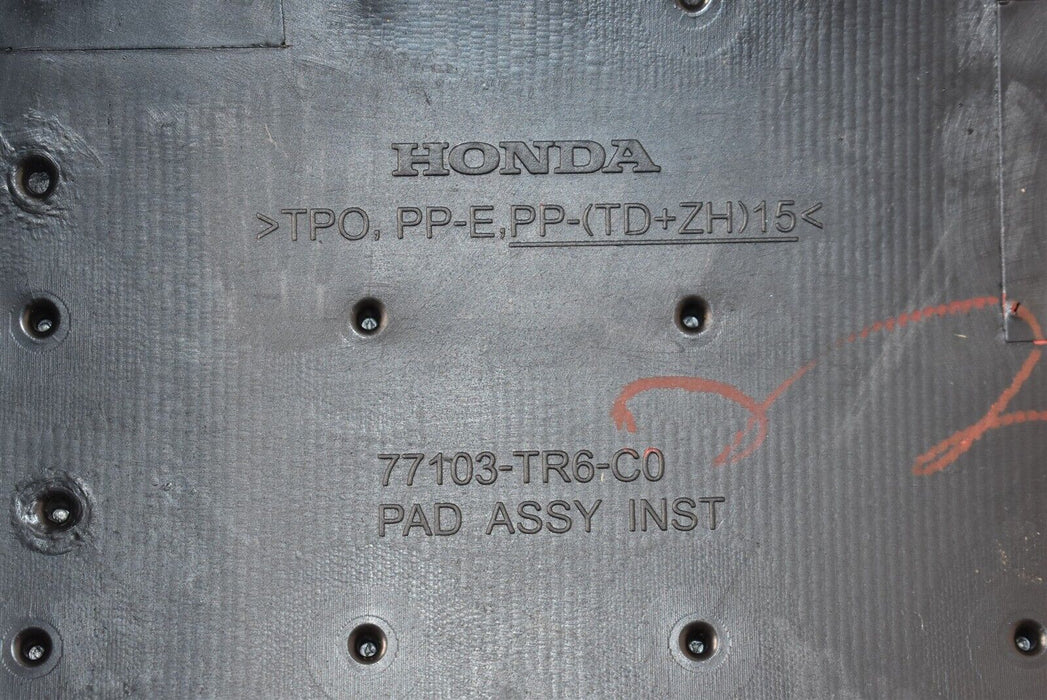 HONDA
>TPO, PP-E,PP-(TD+ZH)15<
77103-TR6-C0
PAD ASSY INST